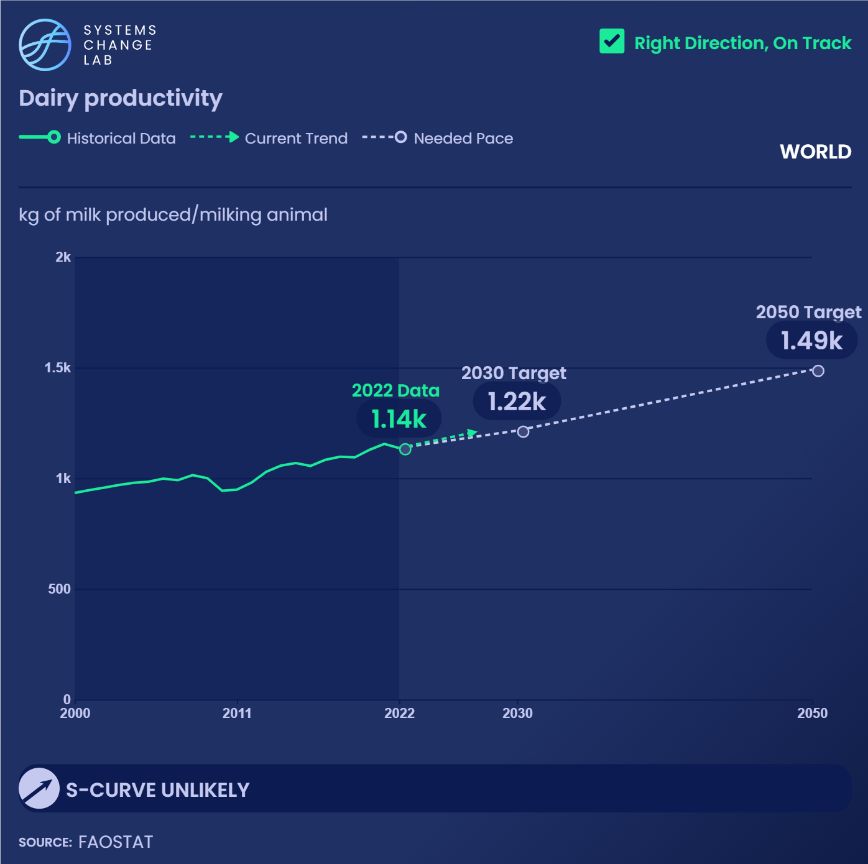 SYSTEMS
CHANGE
LAB
Right Direction, On Track
Dairy productivity
Historical Data
Current Trend
Needed Pace
WORLD
kg of milk produced/milking animal
2k
1.5k
1k
500
0
2022 Data
1.14k
2030 Target
1.22k
2050 Target
1.49k
2000
2011
2022
2030
2050
S-CURVE UNLIKELY
SOURCE: FAOSTAT